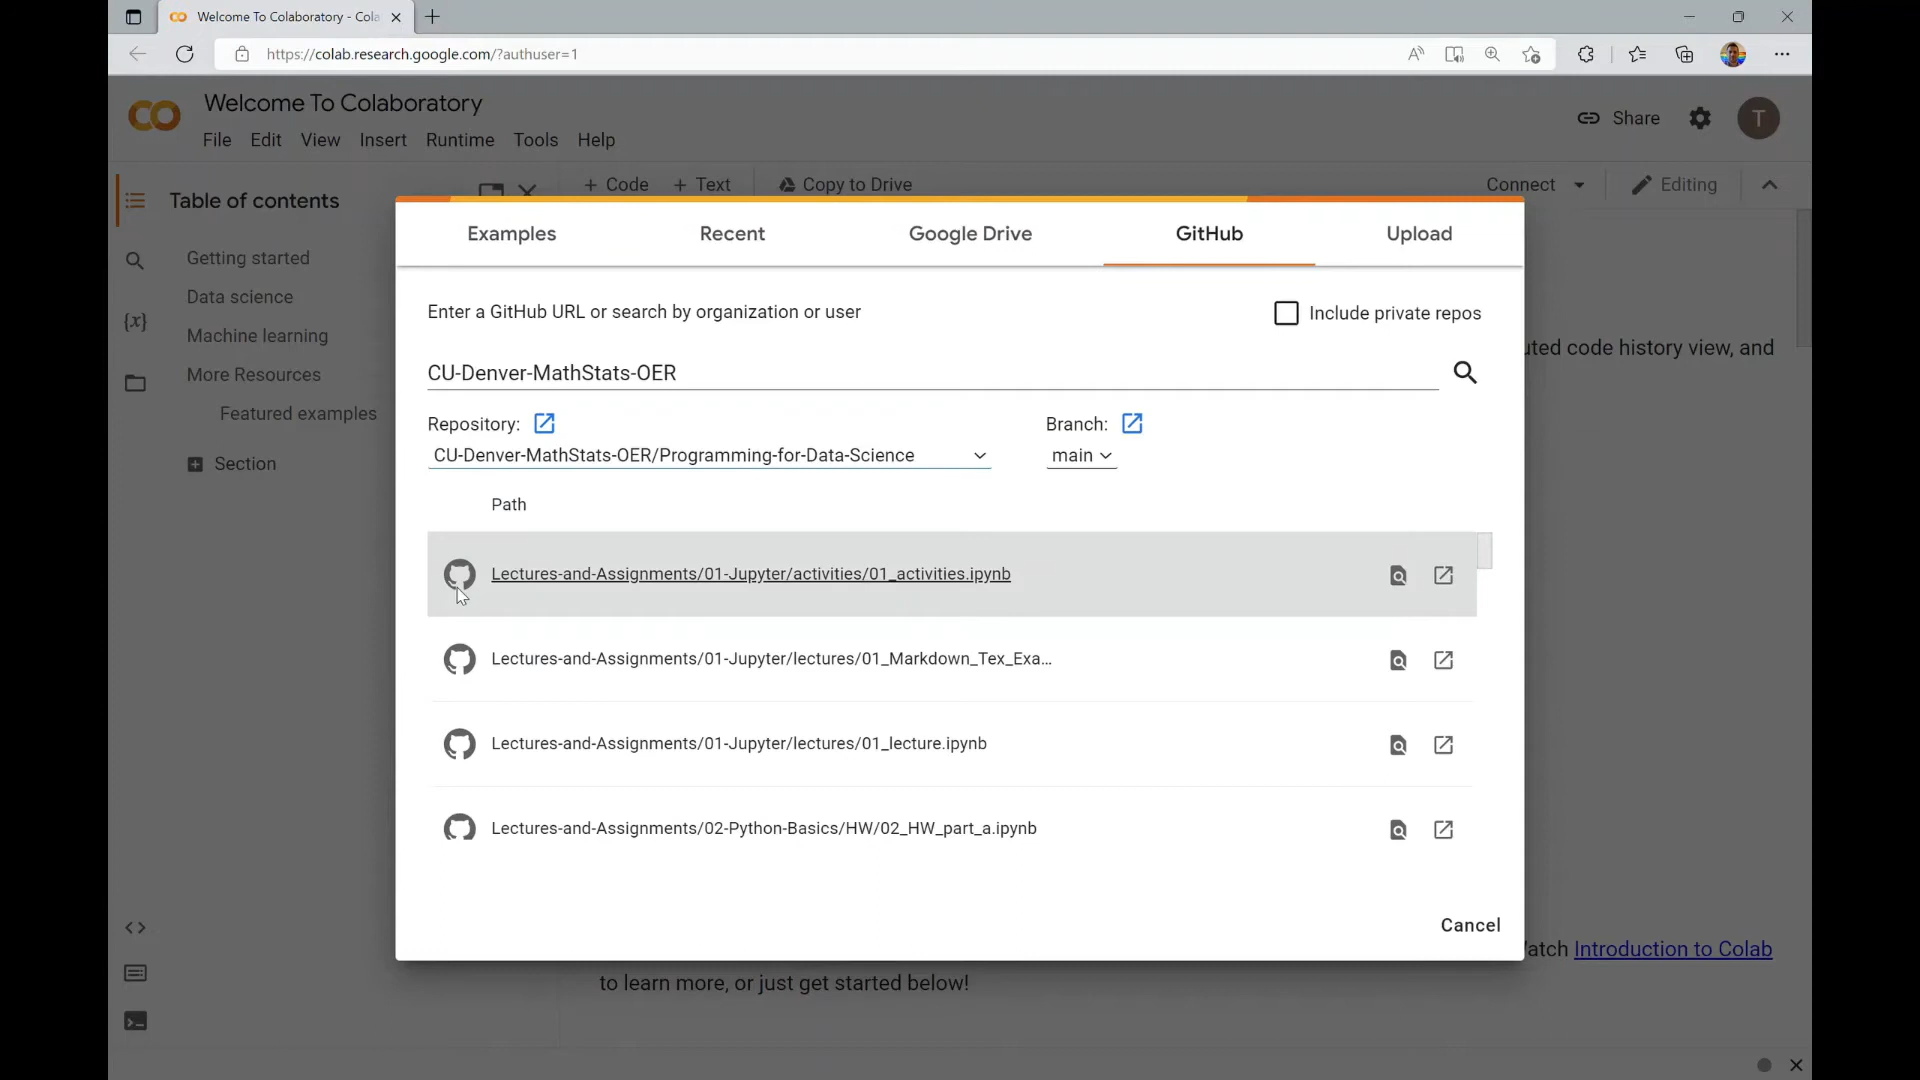 Welcome To Colaboratory - Cola
https://colab.research.google.com/?authuser=1
Welcome To Colaboratory
Share
T
File Edit View Insert Runtime Tools Help
Table of contents
+ Code + Text Copy to Drive
Connect Editing
Examples Recent Google Drive GitHub Upload
Getting started
Data science
{x}
Machine learning
More Resources
Featured examples
Section
Enter a GitHub URL or search by organization or user
Include private repos
CU-Denver-MathStats-OER
Repository: Branch:
CU-Denver-MathStats-OER/Programming-for-Data-Science main
Path
Lectures-and-Assignments/01-Jupyter/activities/01_activities.ipynb
Lectures-and-Assignments/01-Jupyter/lectures/01_Markdown_Tex_Exa...
Lectures-and-Assignments/01-Jupyter/lectures/01_lecture.ipynb
Lectures-and-Assignments/02-Python-Basics/HW/02_HW_part_a.ipynb
Cancel
code history view, and
Introduction to Colab
to learn more, or just get started below!